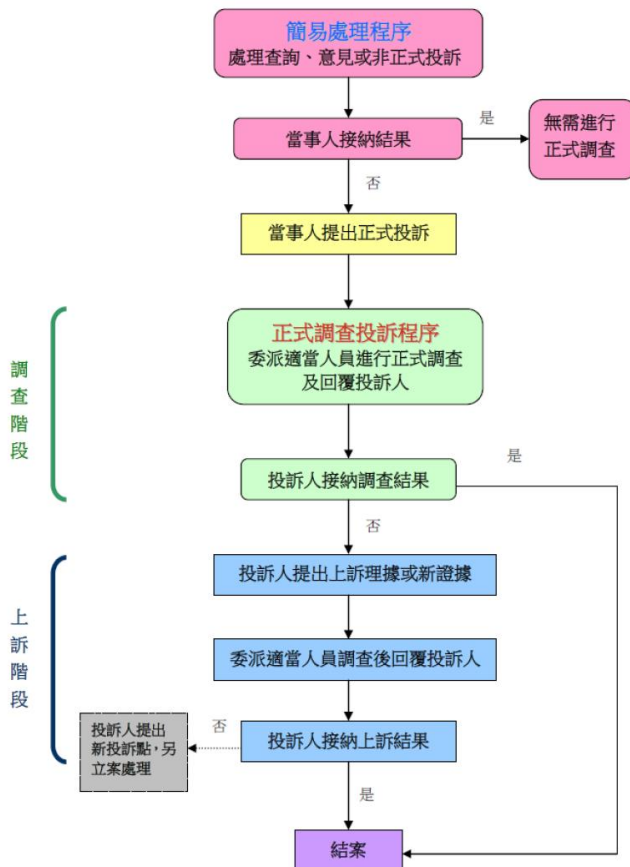 簡易處理程序
處理查詢、意見或非正式投訴
當事人接納結果
是
無需進行
正式調查
否
當事人提出正式投訴
調
查
階
段
正式調查投訴程序
委派適當人員進行正式調查
及回覆投訴人
投訴人接納調查結果
是
否
上
訴
階
段
投訴人提出上訴理據或新證據
委派適當人員調查後回覆投訴人
投訴人接納上訴結果
否
投訴人提出
新投訴點，另
立案處理
是
結案